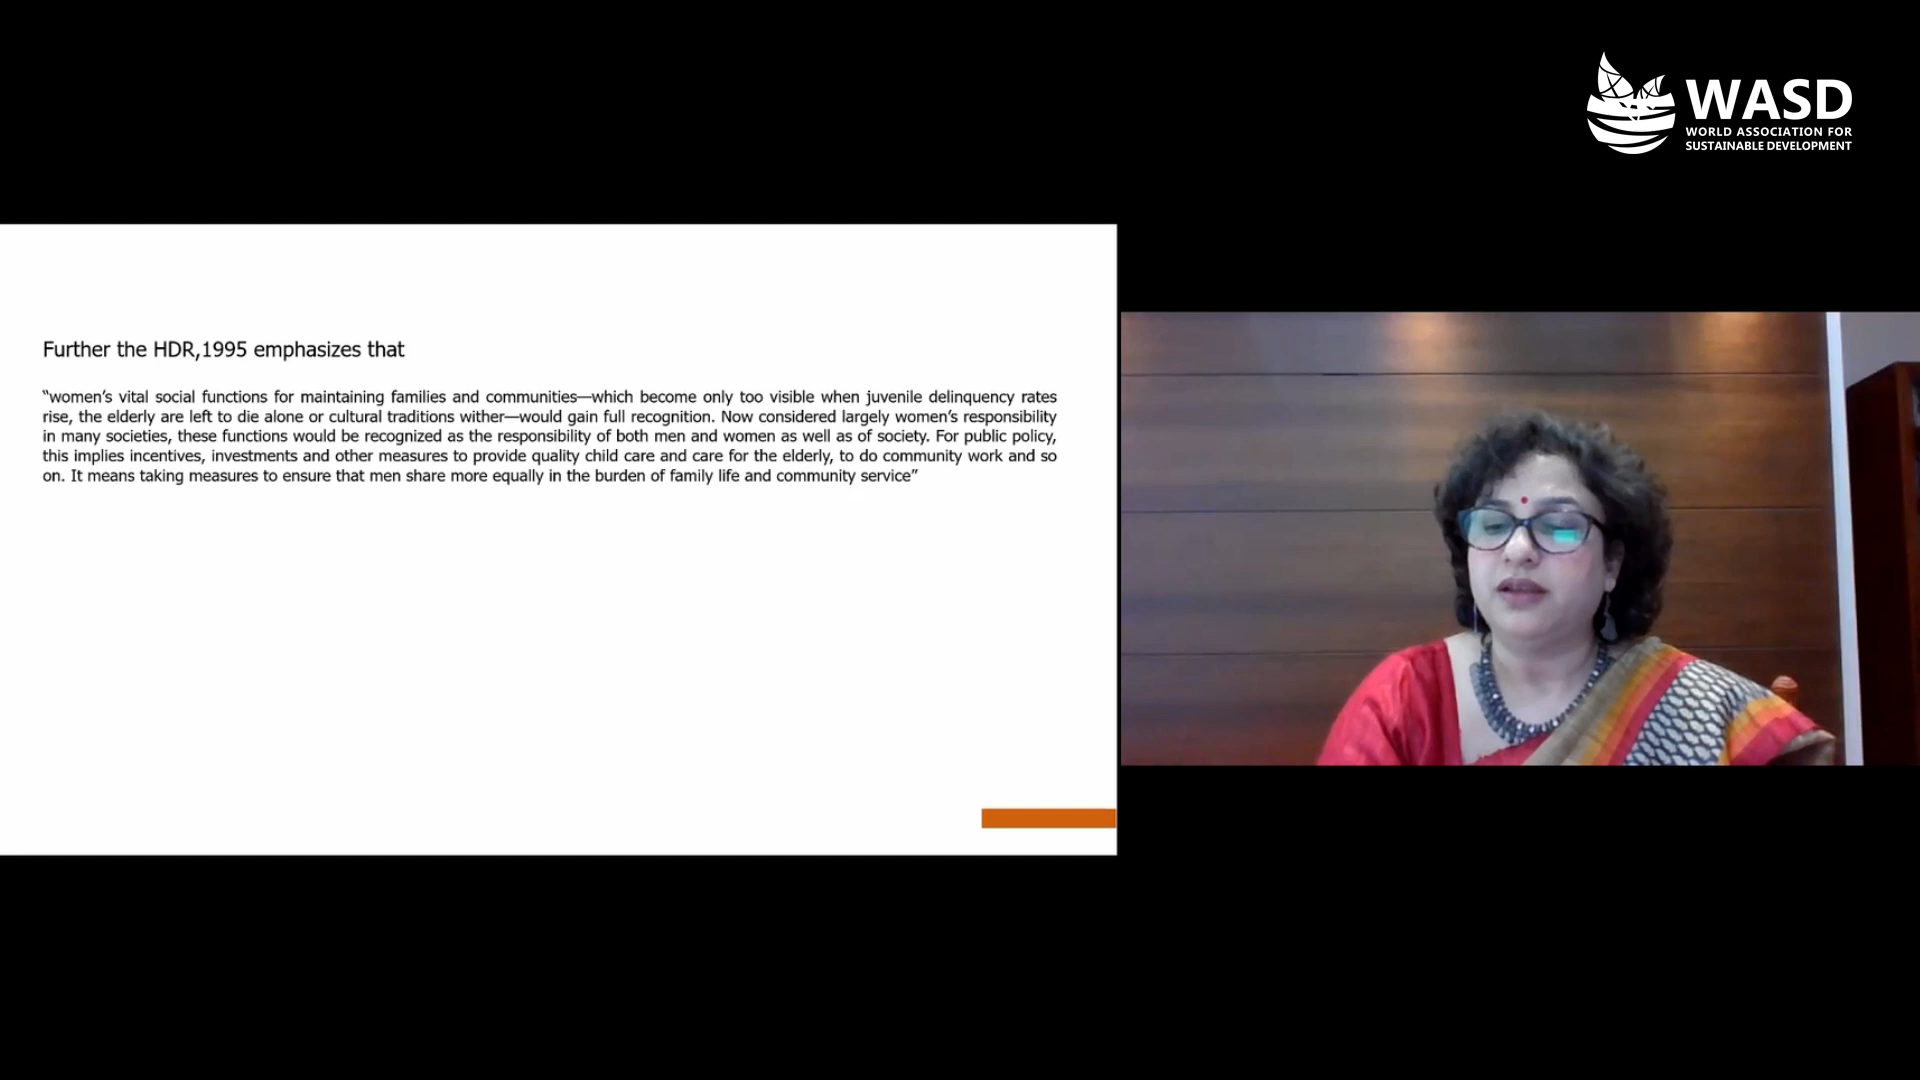 WASD
WORLD ASSOCIATION FOR
SUSTAINABLE DEVELOPMENT
Further the HDR,1995 emphasizes that
“women’s vital social functions for maintaining families and communities—which become only too visible when juvenile delinquency rates
rise, the elderly are left to die alone or cultural traditions wither—would gain full recognition. Now considered largely women’s responsibility
in many societies, these functions would be recognized as the responsibility of both men and women as well as of society. For public policy,
this implies incentives, investments and other measures to provide quality child care and care for the elderly, to do community work and so
on. It means taking measures to ensure that men share more equally in the burden of family life and community service”